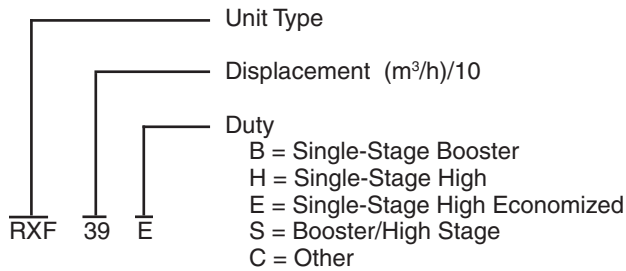 Unit Type
Displacement (m³/h)/10
Duty
B = Single-Stage Booster
H = Single-Stage High
E = Single-Stage High Economized
S = Booster/High Stage
C = Other
RXF 39 E